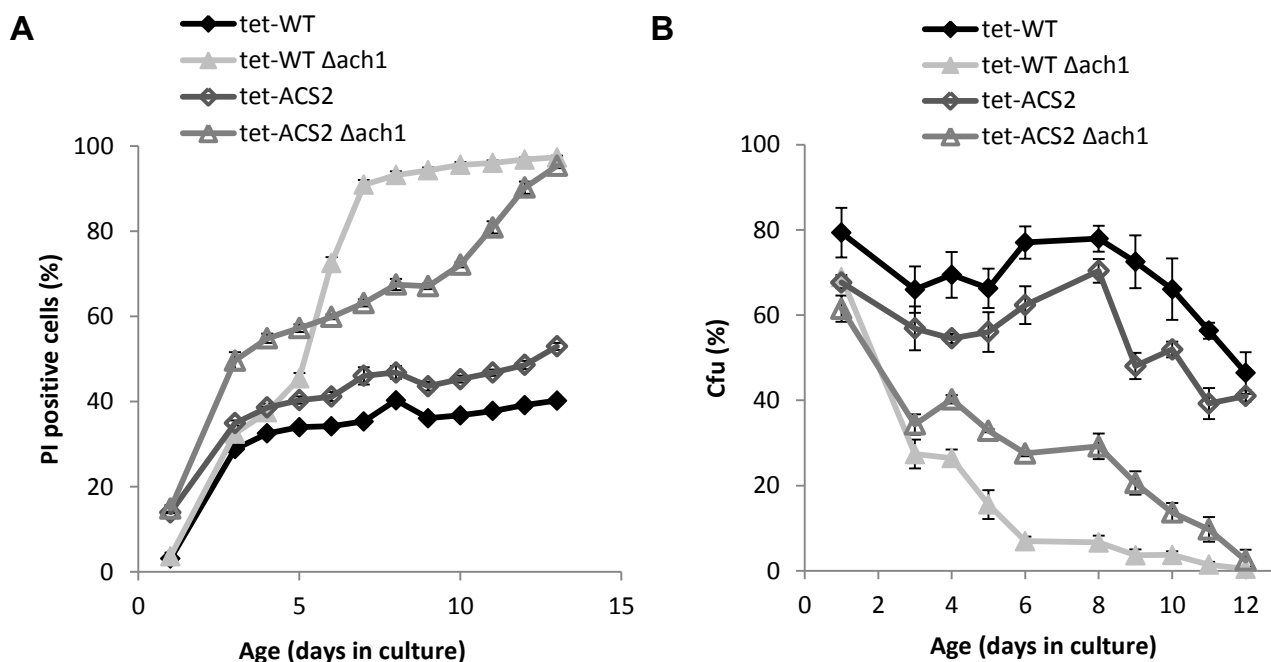 A
tet-WT
tet-WT Δach1
tet-ACS2
tet-ACS2 Δach1
100
80
60
40
20
0
PI positive cells (%)
0 5 10 15
Age (days in culture)
B
tet-WT
tet-WT Δach1
tet-ACS2
tet-ACS2 Δach1
100
80
60
40
20
0
Cfu (%)
0 2 4 6 8 10 12
Age (days in culture)